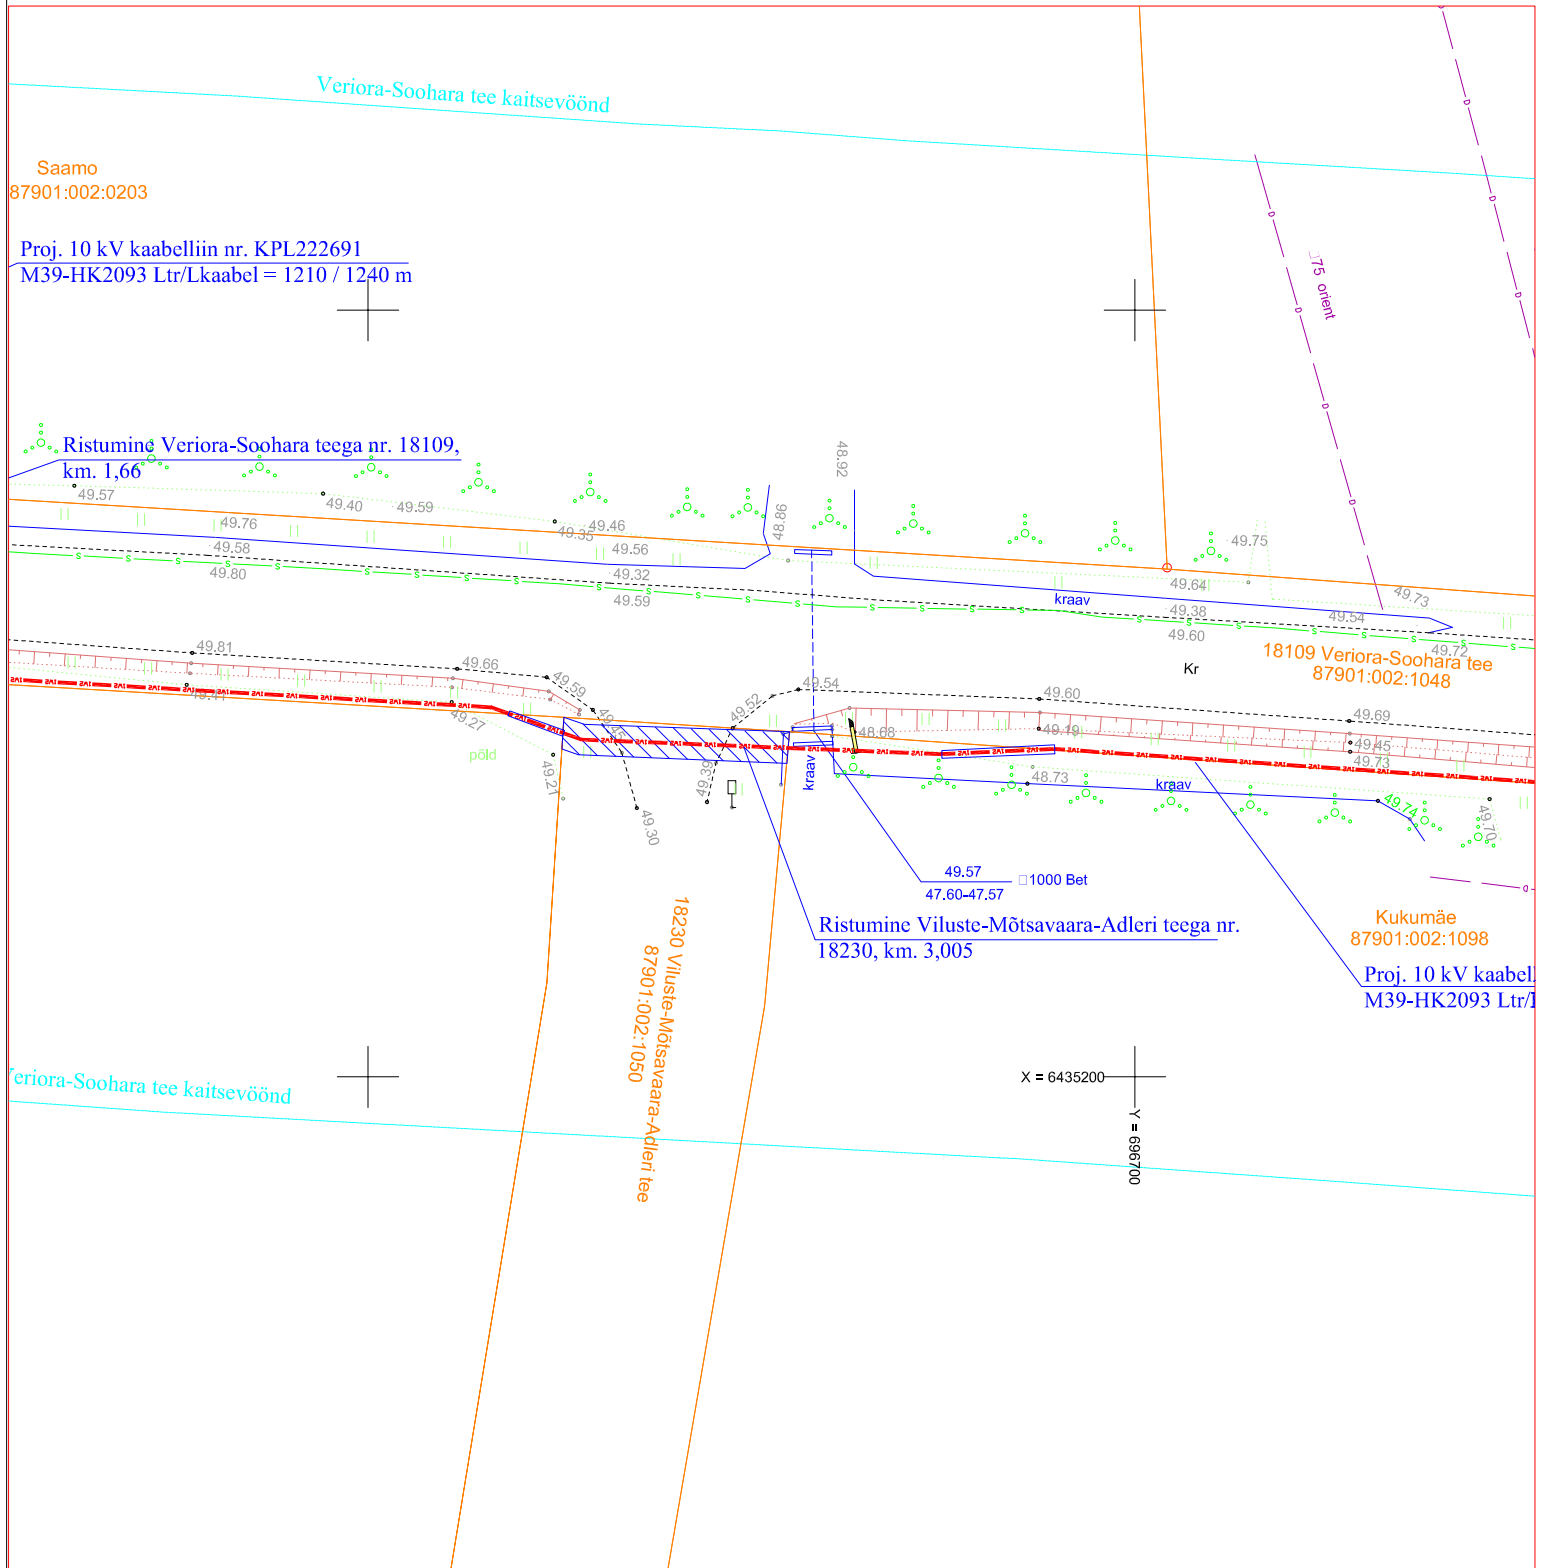 Veriora-Soohara tee kaitsevöönd
Saamo
87901:002:0203
Proj. 10 kV kaabelliin nr. KPL222691
M39-HK2093 Ltr/Lkaabel = 1210 / 1240 m
75 orient
Ristumine Veriora-Soohara teega nr. 18109,
km. 1,66
48.92
48.86
49.57
49.40
49.59
49.46
49.35
49.76
49.56
49.58
49.80
49.32
49.59
49.75
49.64
49.73
kraav
49.38
49.54
49.60
49.72
18109 Veriora-Soohara tee
87901:002:1048
Kr
49.81
49.66
49.59
49.45
49.52
49.54
49.60
49.69
49.41
49.27
48.68
49.19
49.45
49.73
põld
49.21
49.39
49.30
kraav
48.73
kraav
49.74
49.70
49.57
1000 Bet
47.60-47.57
Ristumine Viluste-Mõtsavaara-Adleri teega nr.
18230, km. 3,005
Kukumäe
87901:002:1098
Proj. 10 kV kaabel
M39-HK2093 Ltr/
18230 Viluste-Mõtsavaara-Adleri tee
87901:002:1050
eriora-Soohara tee kaitsevöönd
X = 6435200
Y = 696700